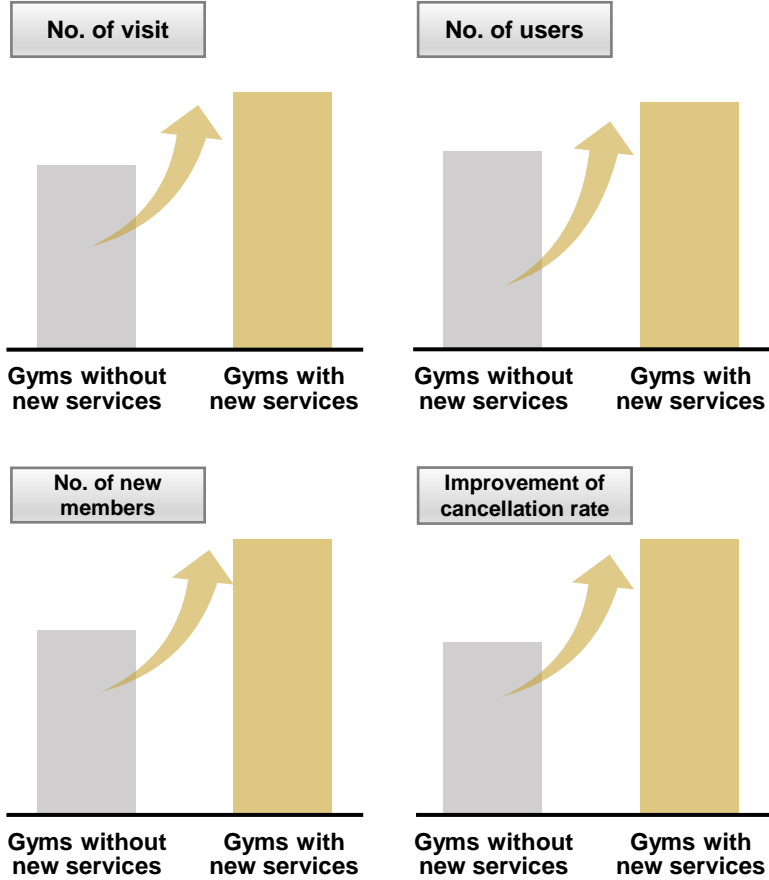 No. of visit
No. of users
Gyms without
new services
Gyms with
new services
Gyms without
new services
Gyms with
new services
No. of new
members
Improvement of
cancellation rate
Gyms without
new services
Gyms with
new services
Gyms without
new services
Gyms with
new services